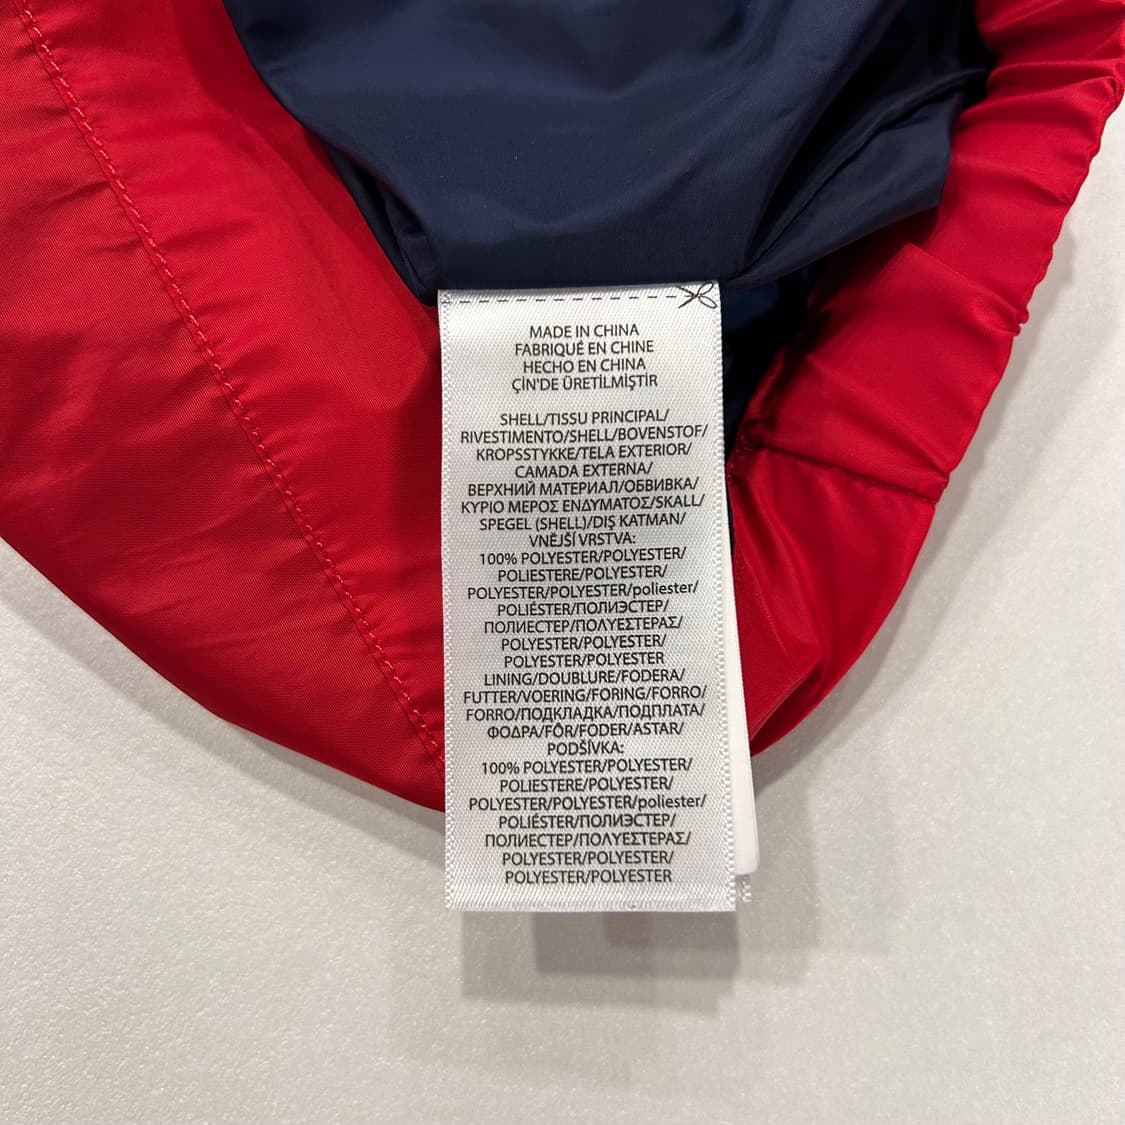 MADE IN CHINA
FABRIQUÉ EN CHINE
HECHO EN CHINA
ÇİN'DE ÜRETİLMİŞTİR
SHELL/TISSU PRINCIPAL/
RIVESTIMENTO/SHELL/BOVENSTOF/
KROPSSTYKKE/TELA EXTERIOR/
CAMADA EXTERNA/
ВЕРХНИЙ МАТЕРИАЛ/ОБВИВКА/
ΚΥΡΙΟ ΜΕΡΟΣ ΕΝΔΥΜΑΤΟΣ/SKALL/
SPEGEL (SHELL)/DIŞ KATMAN/
VNĚJŠÍ VRSTVA:
100% POLYESTER/POLYESTER/
POLIESTERE/POLYESTER/
POLYESTER/POLYESTER/poliester/
POLIÉSTER/ПОЛИЭСТЕР/
ПОЛИЕСТЕР/ΠΟΛΥΕΣΤΕΡΑΣ/
POLYESTER/POLYESTER/
POLYESTER/POLYESTER
LINING/DOUBLURE/FODERA/
FUTTER/VOERING/FORING/FORRO/
FORRO/ПОДКЛАДКА/ПОДПЛАТА/
ΦΟΔΡΑ/FÔR/FODER/ASTAR/
PODŠÍVKA:
100% POLYESTER/POLYESTER/
POLIESTERE/POLYESTER/
POLYESTER/POLYESTER/poliester/
POLIÉSTER/ПОЛИЭСТЕР/
ПОЛИЕСТЕР/ΠΟΛΥΕΣΤΕΡΑΣ/
POLYESTER/POLYESTER/
POLYESTER/POLYESTER